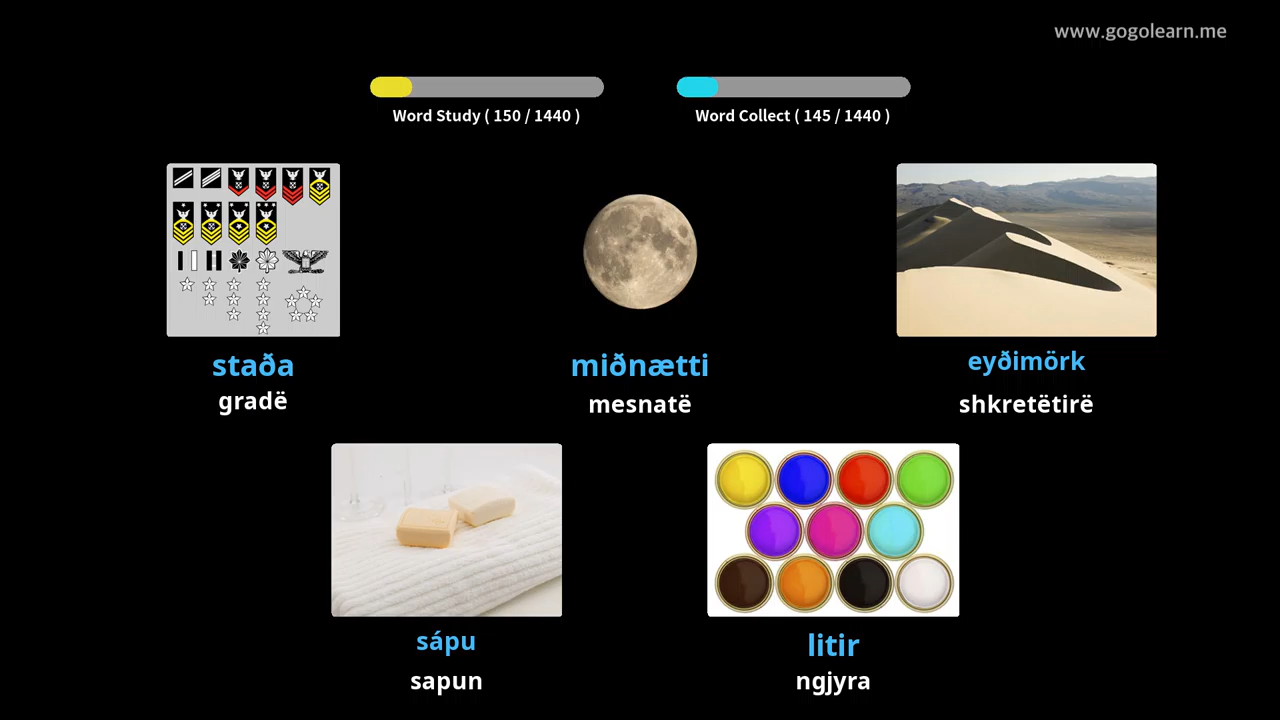 www.gogolearn.me
Word Study ( 150 / 1440 )
Word Collect ( 145 / 1440 )
staða
gradë
miðnætti
mesnatë
eyðimörk
shkretëtirë
sápu
sapun
litir
ngjyra